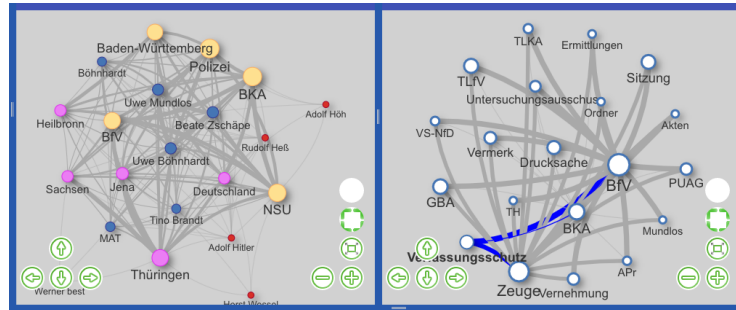 Baden-Württemberg
Polizei
Böhnhardt
BKA
Uwe Mundlos
Adolf Höh
Heilbronn
Beate Zschäpe
BfV
Rudolf Heß
Uwe Böhnhardt
Sachsen
Jena
Deutschland
NSU
Tino Brandt
MAT
Adolf Hitler
Thüringen
Werner best
Horst Wessel
TLKA
Ermittlungen
TLfV
Sitzung
Untersuchungsausschus
Ordner
Akten
VS-NfD
Vermerk
Drucksache
BfV
PUAG
GBA
TH
BKA
Mundlos
Verfassungsschutz
APr
Zeuge
Vernehmung